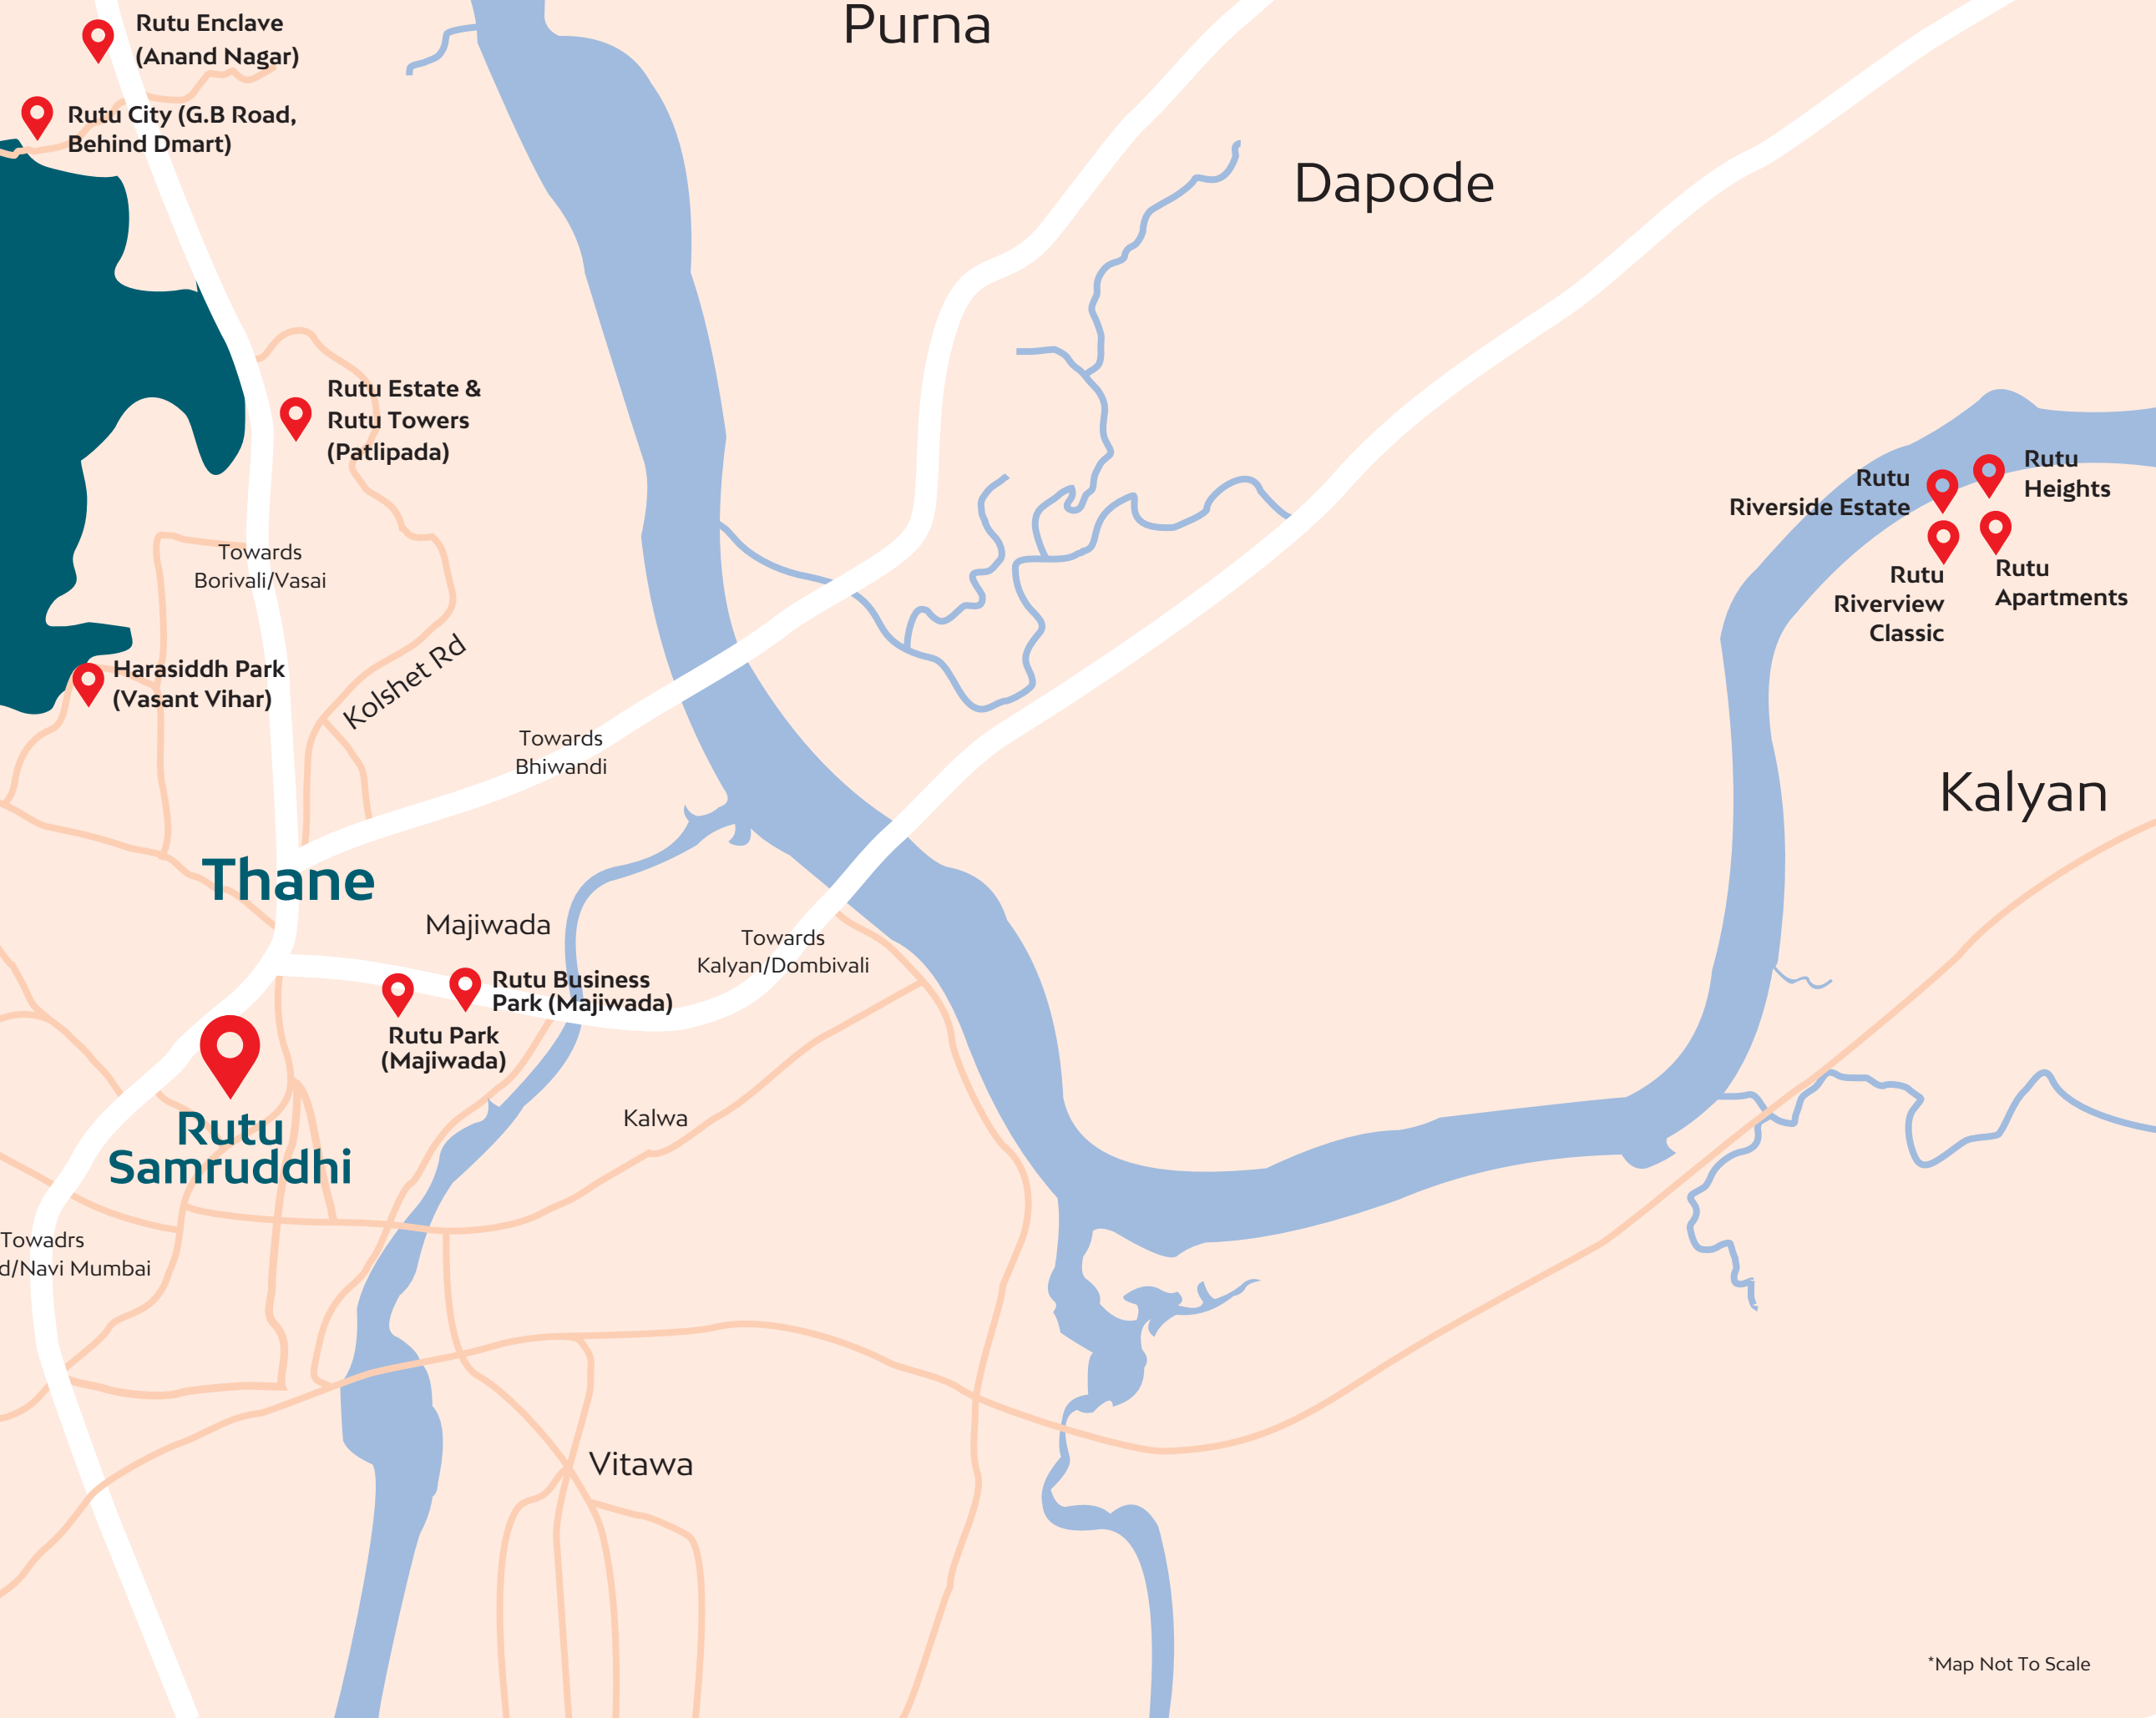 Rutu Enclave
(Anand Nagar)
Purna
Rutu City (G.B Road,
Behind Dmart)
Dapode
Rutu Estate &
Rutu Towers
(Patlipada)
Rutu
Heights
Rutu
Riverside Estate
Towards
Borivali/Vasai
Rutu
Riverview
Classic
Rutu
Apartments
Harasiddh Park
(Vasant Vihar)
Kolshet Rd
Towards
Bhiwandi
Kalyan
Thane
Majiwada
Towards
Kalyan/Dombivali
Rutu Business
Park (Majiwada)
Rutu Park
(Majiwada)
Kalwa
Rutu
Samruddhi
Towadrs
d/Navi Mumbai
Vitawa
*Map Not To Scale